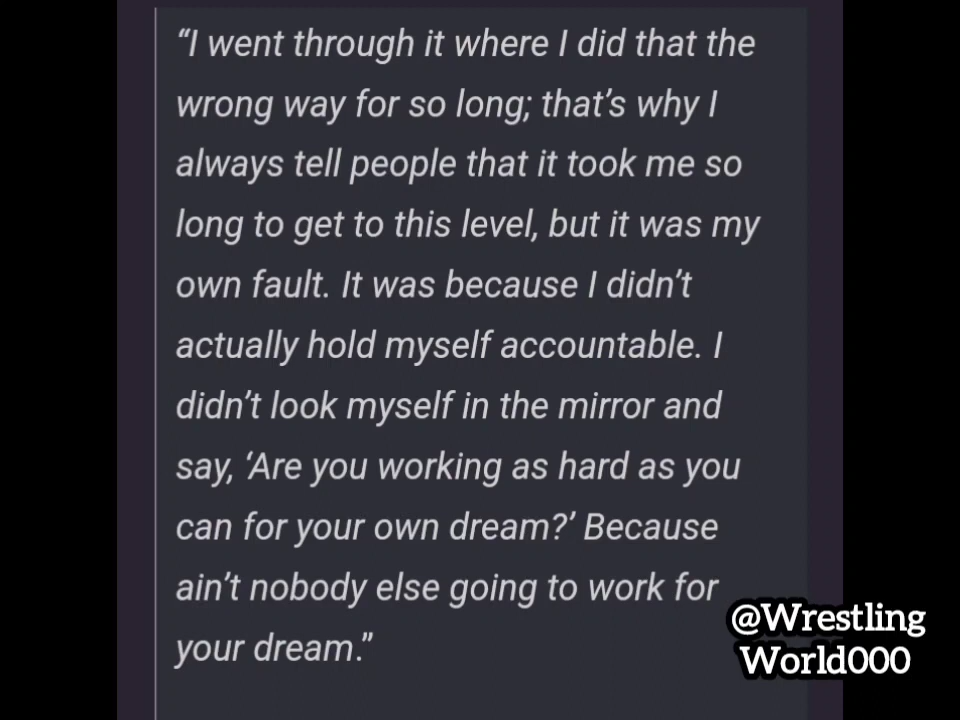 “I went through it where I did that the
wrong way for so long; that’s why I
always tell people that it took me so
long to get to this level, but it was my
own fault. It was because I didn’t
actually hold myself accountable. I
didn’t look myself in the mirror and
say, ‘Are you working as hard as you
can for your own dream?’ Because
ain’t nobody else going to work for
your dream.”
@Wrestling
World000